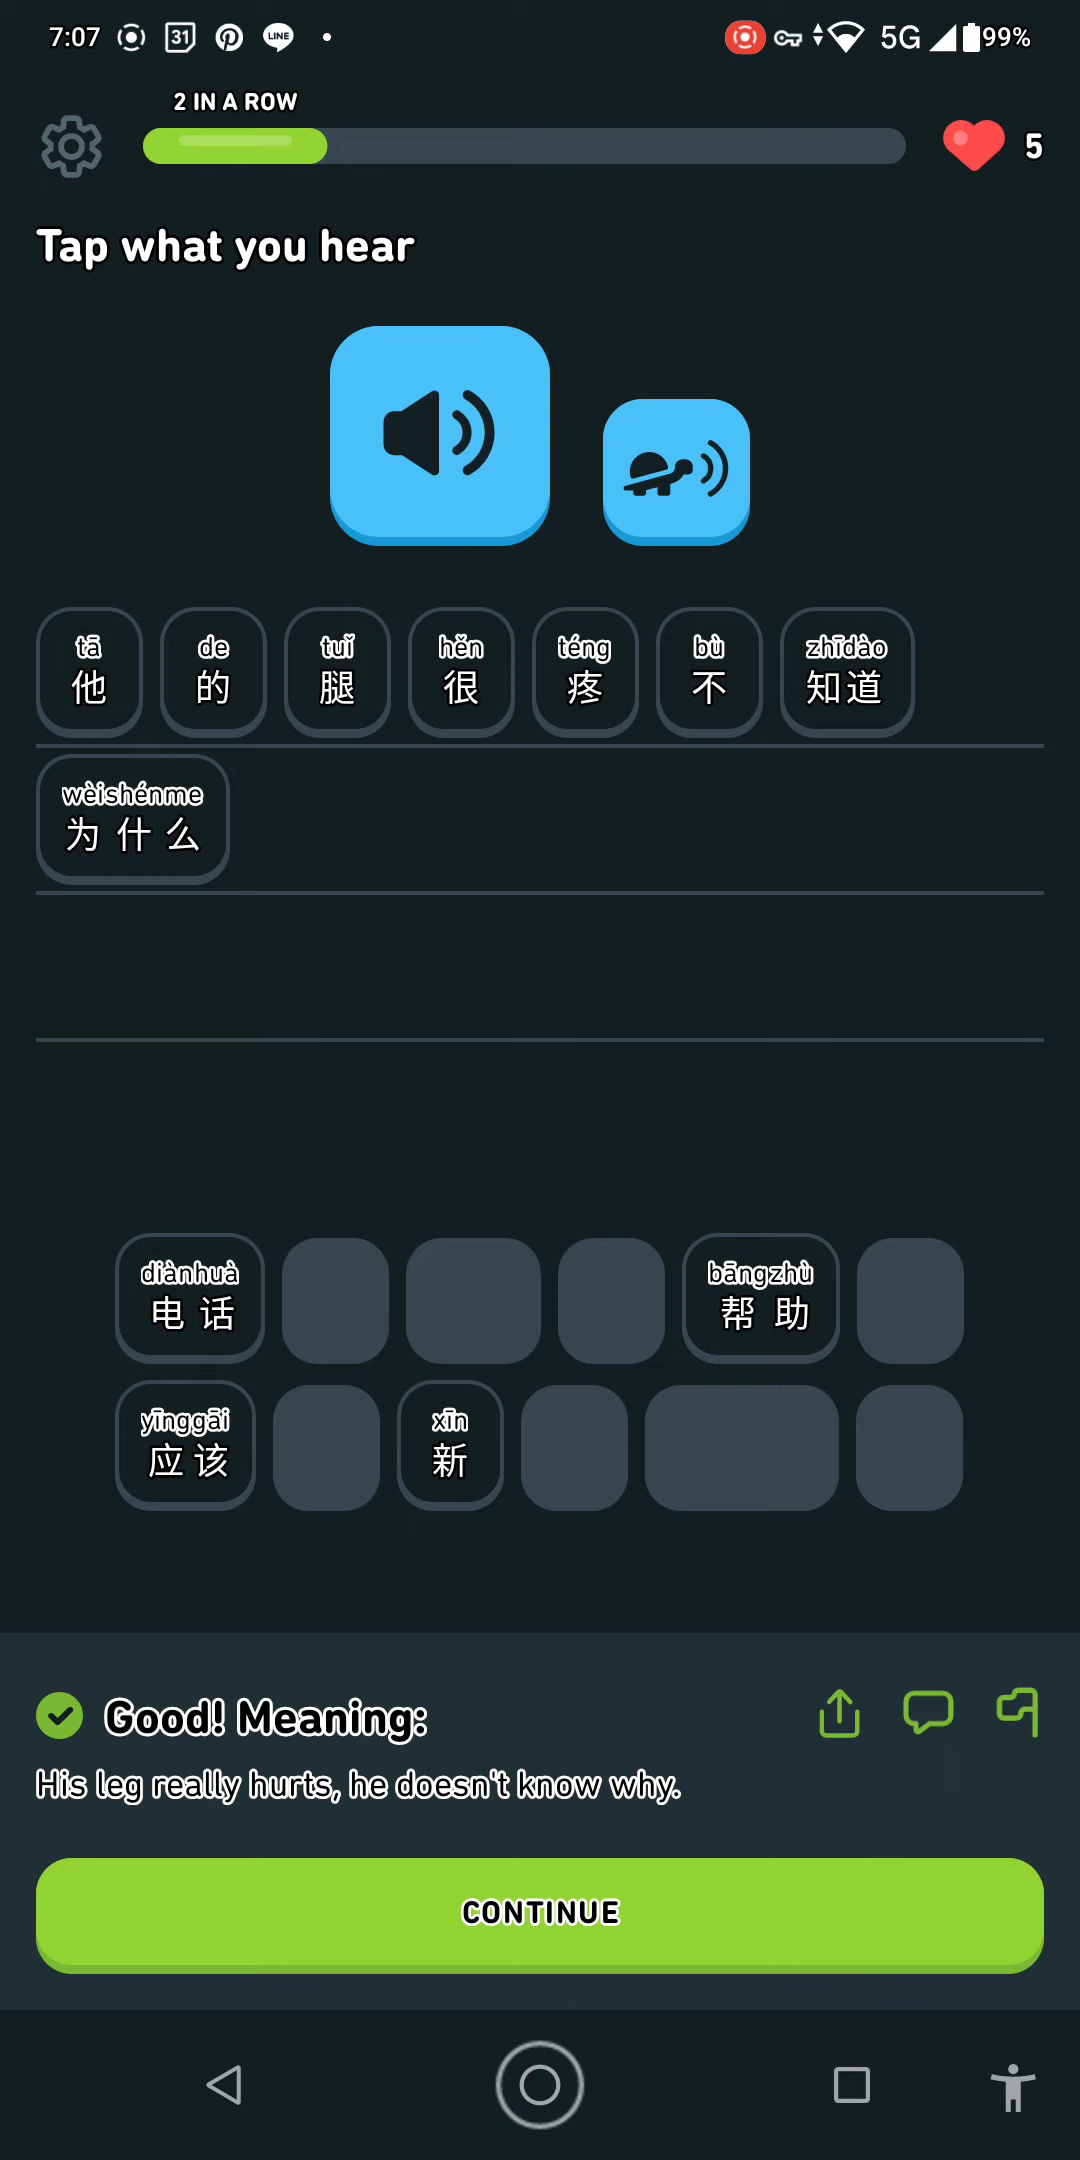 7:07 31 LINE 5G 99%
2 IN A ROW
5
Tap what you hear
tā de tuǐ hěn téng bù zhīdào
他 的 腿 很 疼 不 知道
wèishénme
为什么
diànhuà bāngzhù
电话 帮助
yīnggāi xīn
应该 新
Good! Meaning:
His leg really hurts, he doesn't know why.
CONTINUE